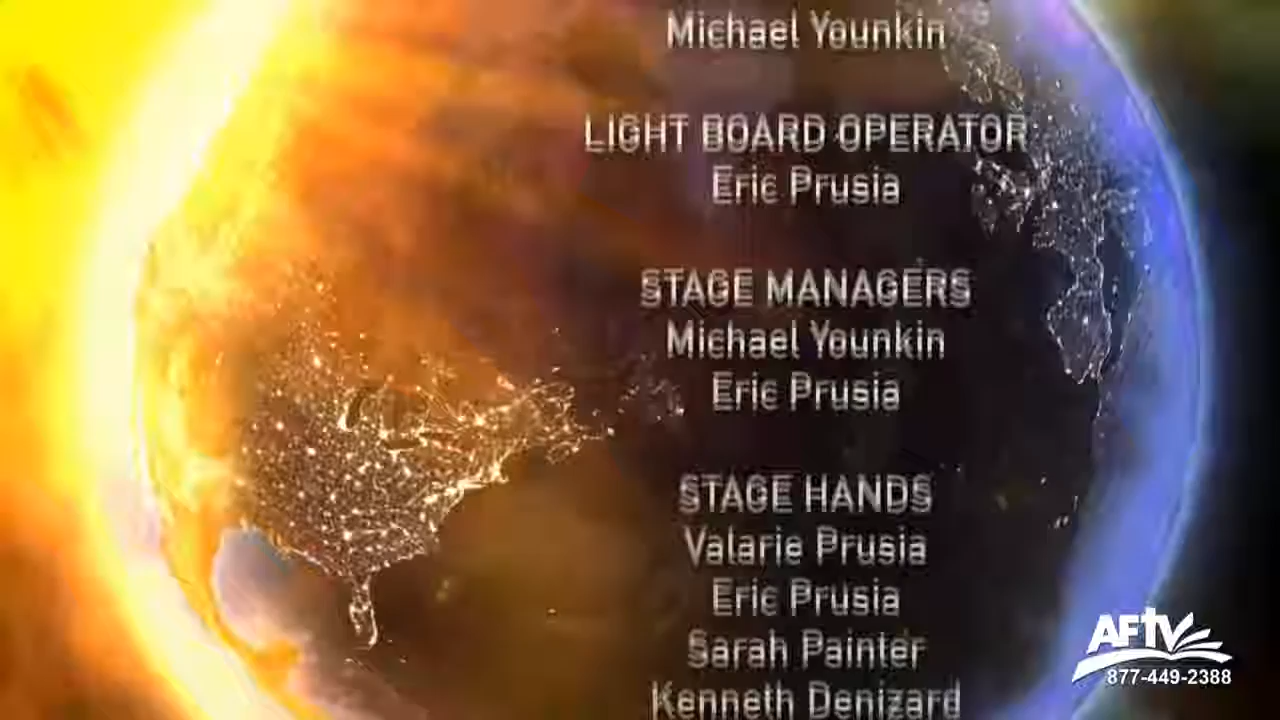 Michael Younkin
LIGHT BOARD OPERATOR
Eric Prusia
STAGE MANAGERS
Michael Younkin
Eric Prusia
STAGE HANDS
Valarie Prusia
Eric Prusia
Sarah Painter
Kenneth Denizard
AFTV
877-449-2388